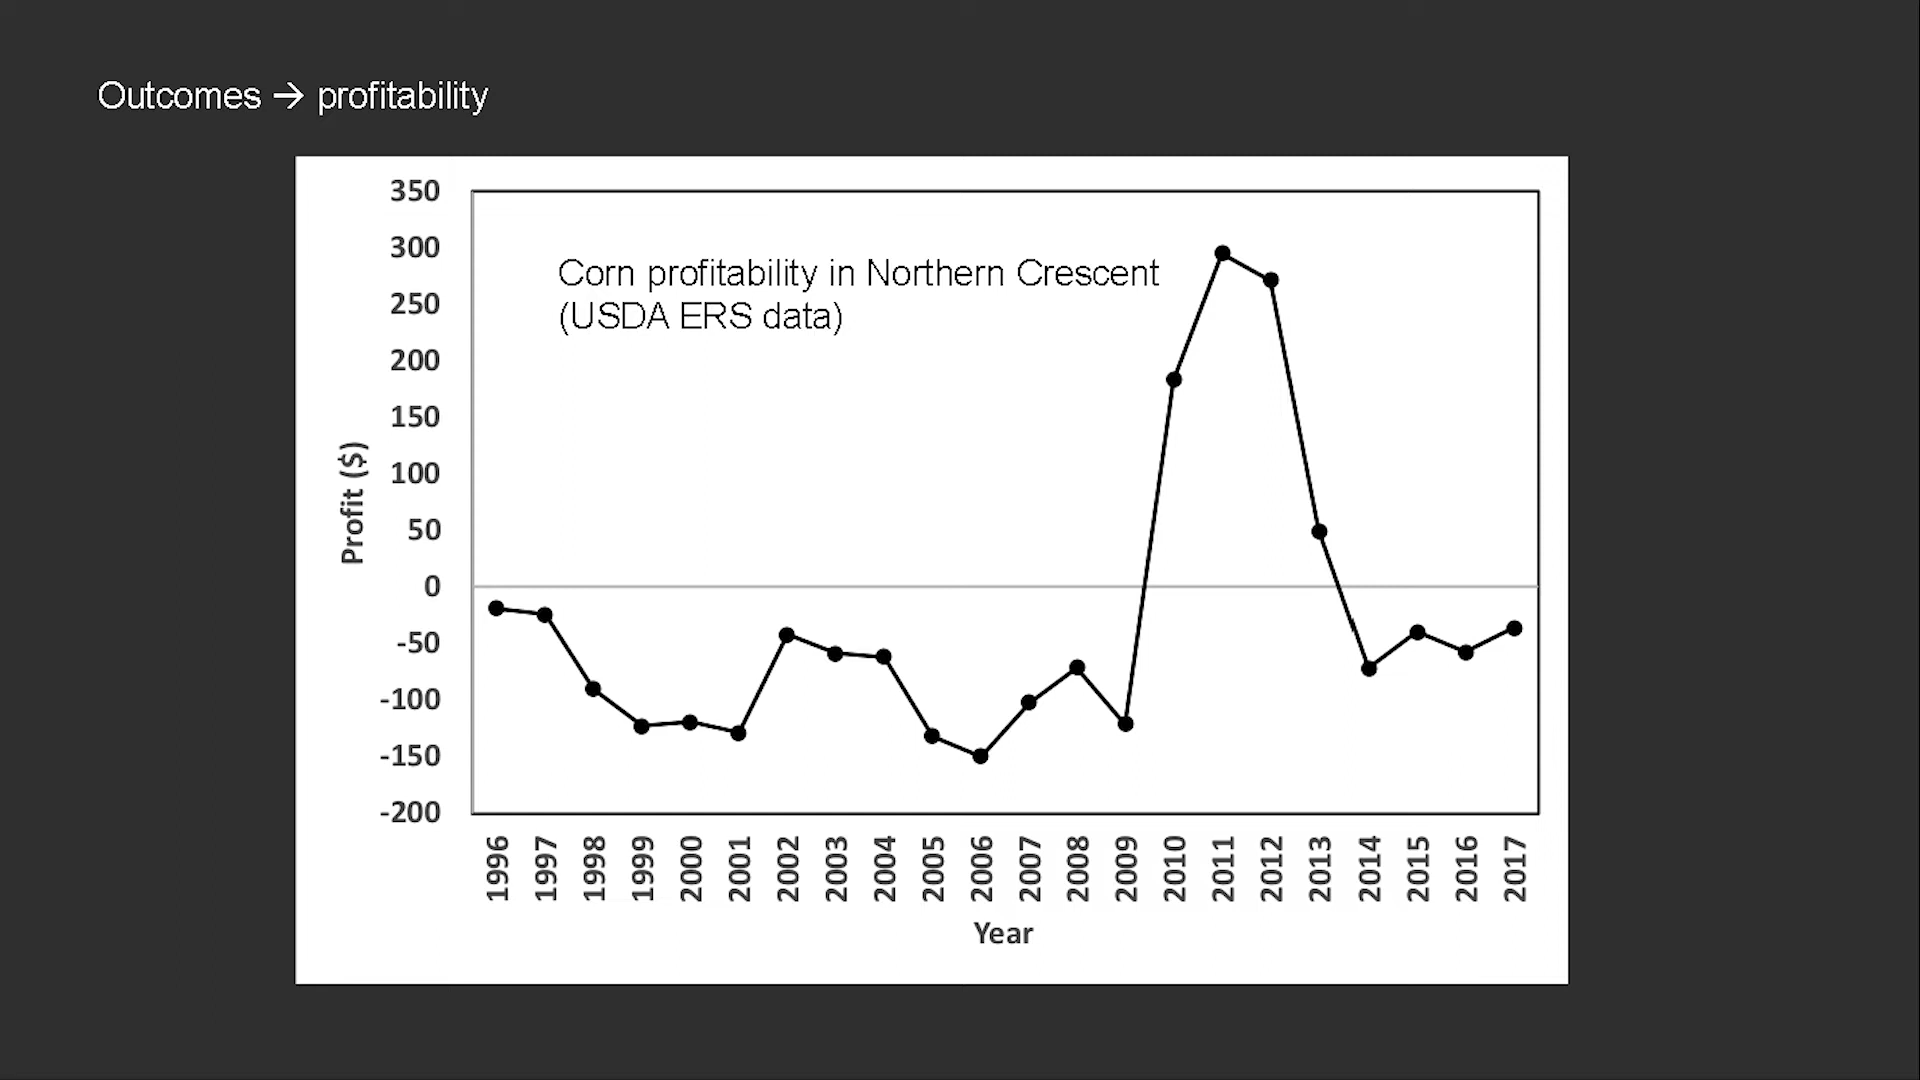 Outcomes → profitability
350
300
250
200
150
100
50
0
-50
-100
-150
-200
Profit ($)
Corn profitability in Northern Crescent
(USDA ERS data)
1996 1997 1998 1999 2000 2001 2002 2003 2004 2005 2006 2007 2008 2009 2010 2011 2012 2013 2014 2015 2016 2017
Year